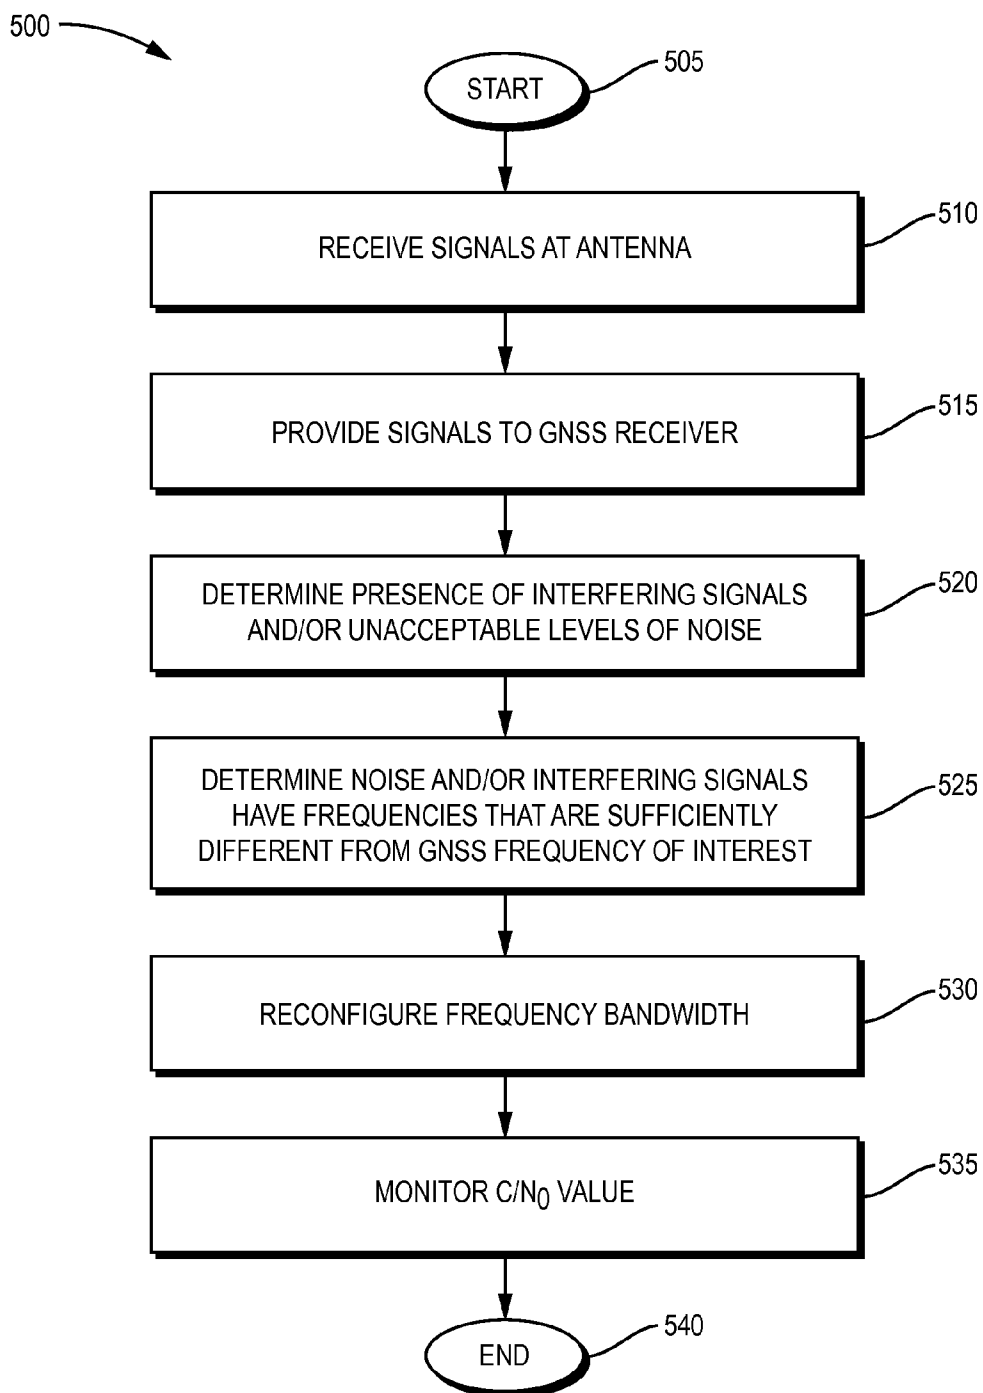 500
START
505
RECEIVE SIGNALS AT ANTENNA
510
PROVIDE SIGNALS TO GNSS RECEIVER
515
DETERMINE PRESENCE OF INTERFERING SIGNALS
AND/OR UNACCEPTABLE LEVELS OF NOISE
520
DETERMINE NOISE AND/OR INTERFERING SIGNALS
HAVE FREQUENCIES THAT ARE SUFFICIENTLY
DIFFERENT FROM GNSS FREQUENCY OF INTEREST
525
RECONFIGURE FREQUENCY BANDWIDTH
530
MONITOR C/N₀ VALUE
535
END
540